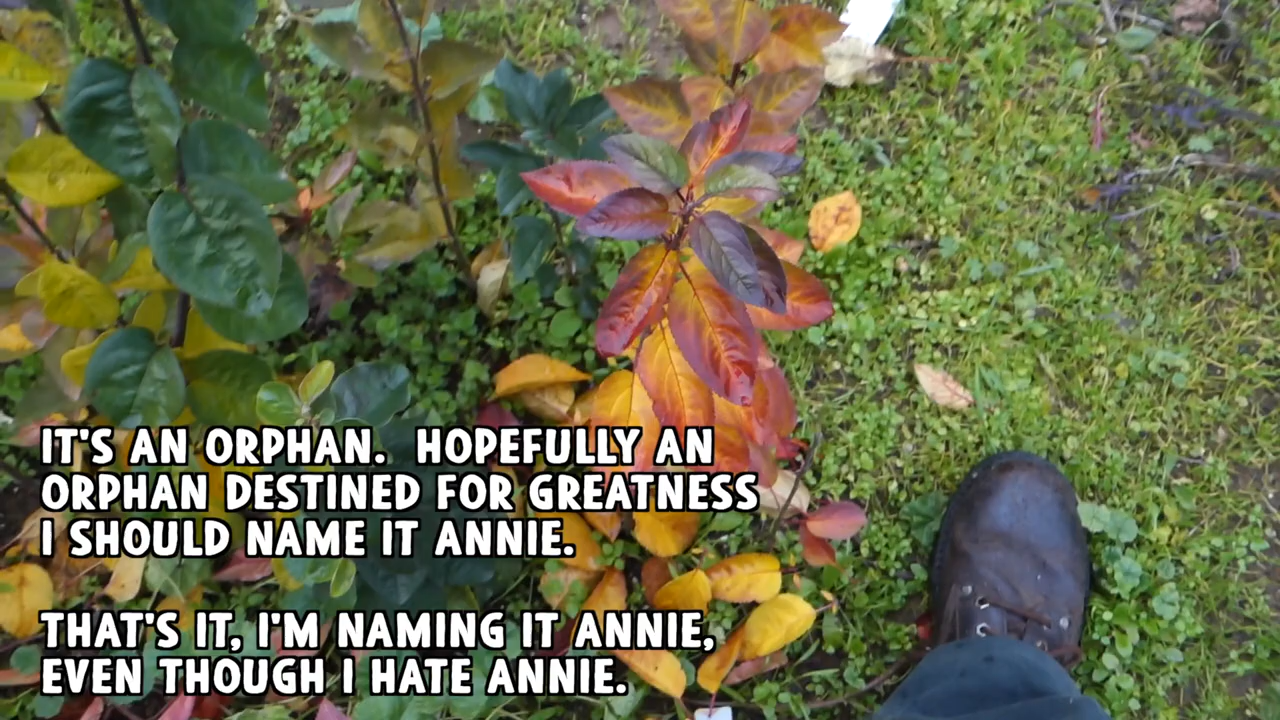 IT'S AN ORPHAN.  HOPEFULLY AN
ORPHAN DESTINED FOR GREATNESS
I SHOULD NAME IT ANNIE.
THAT'S IT, I'M NAMING IT ANNIE,
EVEN THOUGH I HATE ANNIE.